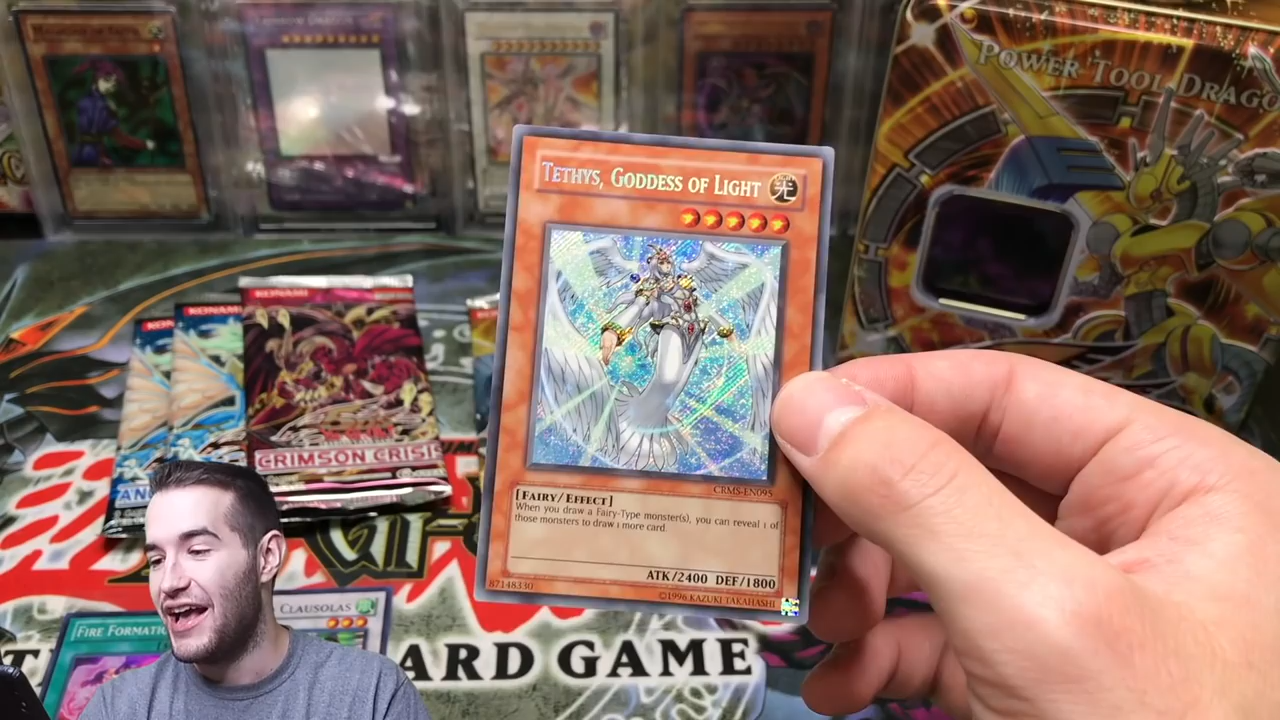 POWER TOOL DRAGO
TETHYS, GODDESS OF LIGHT
LIGHT
光
KONAMI
KONAMI
CRIMSON CRISIS
CRMS-EN095
[FAIRY/EFFECT]
When you draw a Fairy-Type monster(s), you can reveal 1 of
those monsters to draw 1 more card.
ATK/2400 DEF/1800
87148330
©1996 KAZUKI TAKAHASHI
CLAUSOLAS
FIRE FORMATIO
ARD GAME